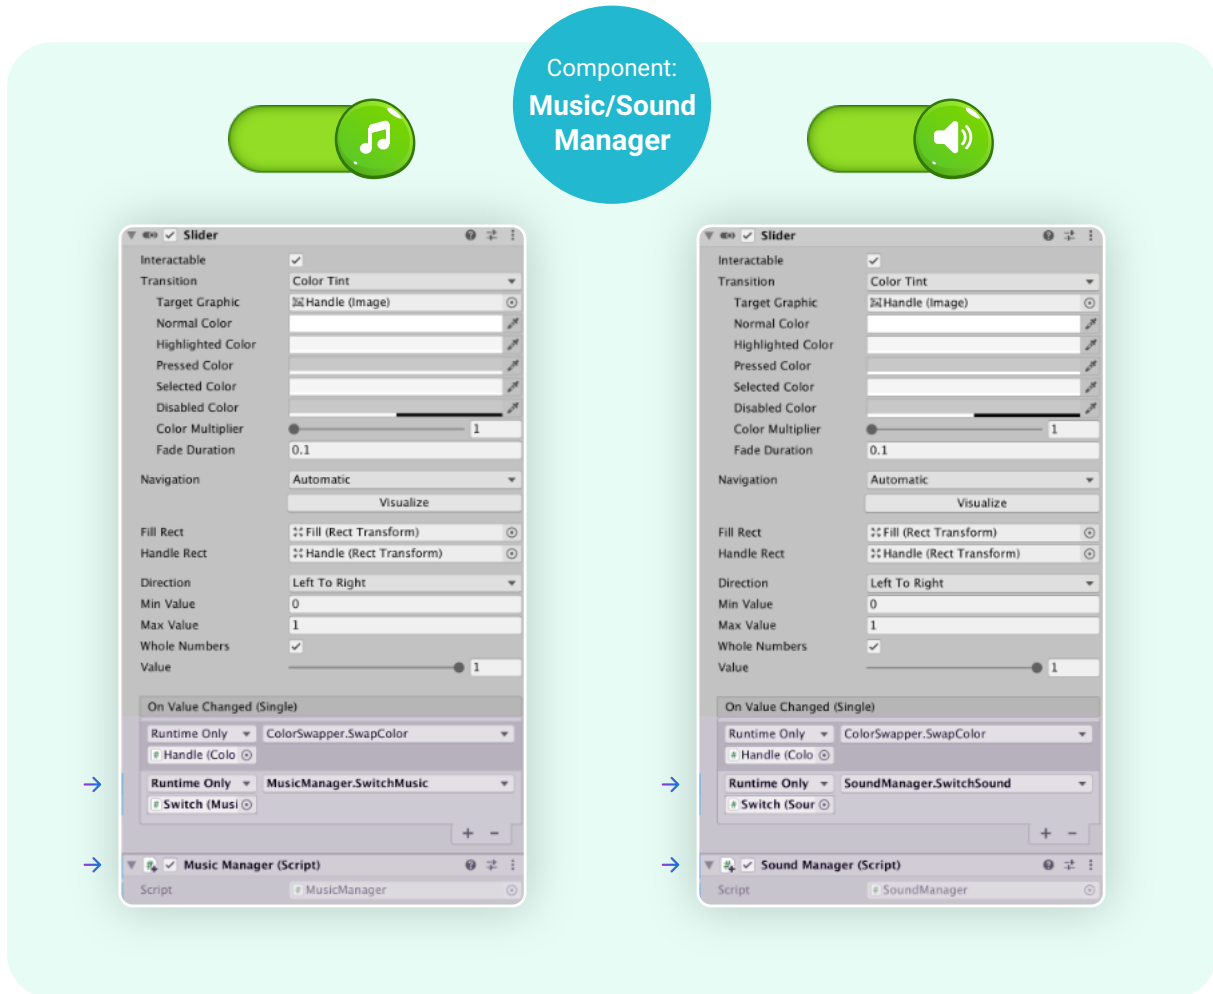 Component:
Music/Sound
Manager
Slider
Interactable
Transition Color Tint
Target Graphic Handle (Image)
Normal Color
Highlighted Color
Pressed Color
Selected Color
Disabled Color
Color Multiplier 1
Fade Duration 0.1
Navigation Automatic
Visualize
Fill Rect Fill (Rect Transform)
Handle Rect Handle (Rect Transform)
Direction Left To Right
Min Value 0
Max Value 1
Whole Numbers
Value 1
On Value Changed (Single)
Runtime Only ColorSwapper.SwapColor
# Handle (Colo
Runtime Only MusicManager.SwitchMusic
# Switch (Musi
+ −
# Music Manager (Script)
Script # MusicManager
Slider
Interactable
Transition Color Tint
Target Graphic Handle (Image)
Normal Color
Highlighted Color
Pressed Color
Selected Color
Disabled Color
Color Multiplier 1
Fade Duration 0.1
Navigation Automatic
Visualize
Fill Rect Fill (Rect Transform)
Handle Rect Handle (Rect Transform)
Direction Left To Right
Min Value 0
Max Value 1
Whole Numbers
Value 1
On Value Changed (Single)
Runtime Only ColorSwapper.SwapColor
# Handle (Colo
Runtime Only SoundManager.SwitchSound
# Switch (Sour
+ −
# Sound Manager (Script)
Script # SoundManager